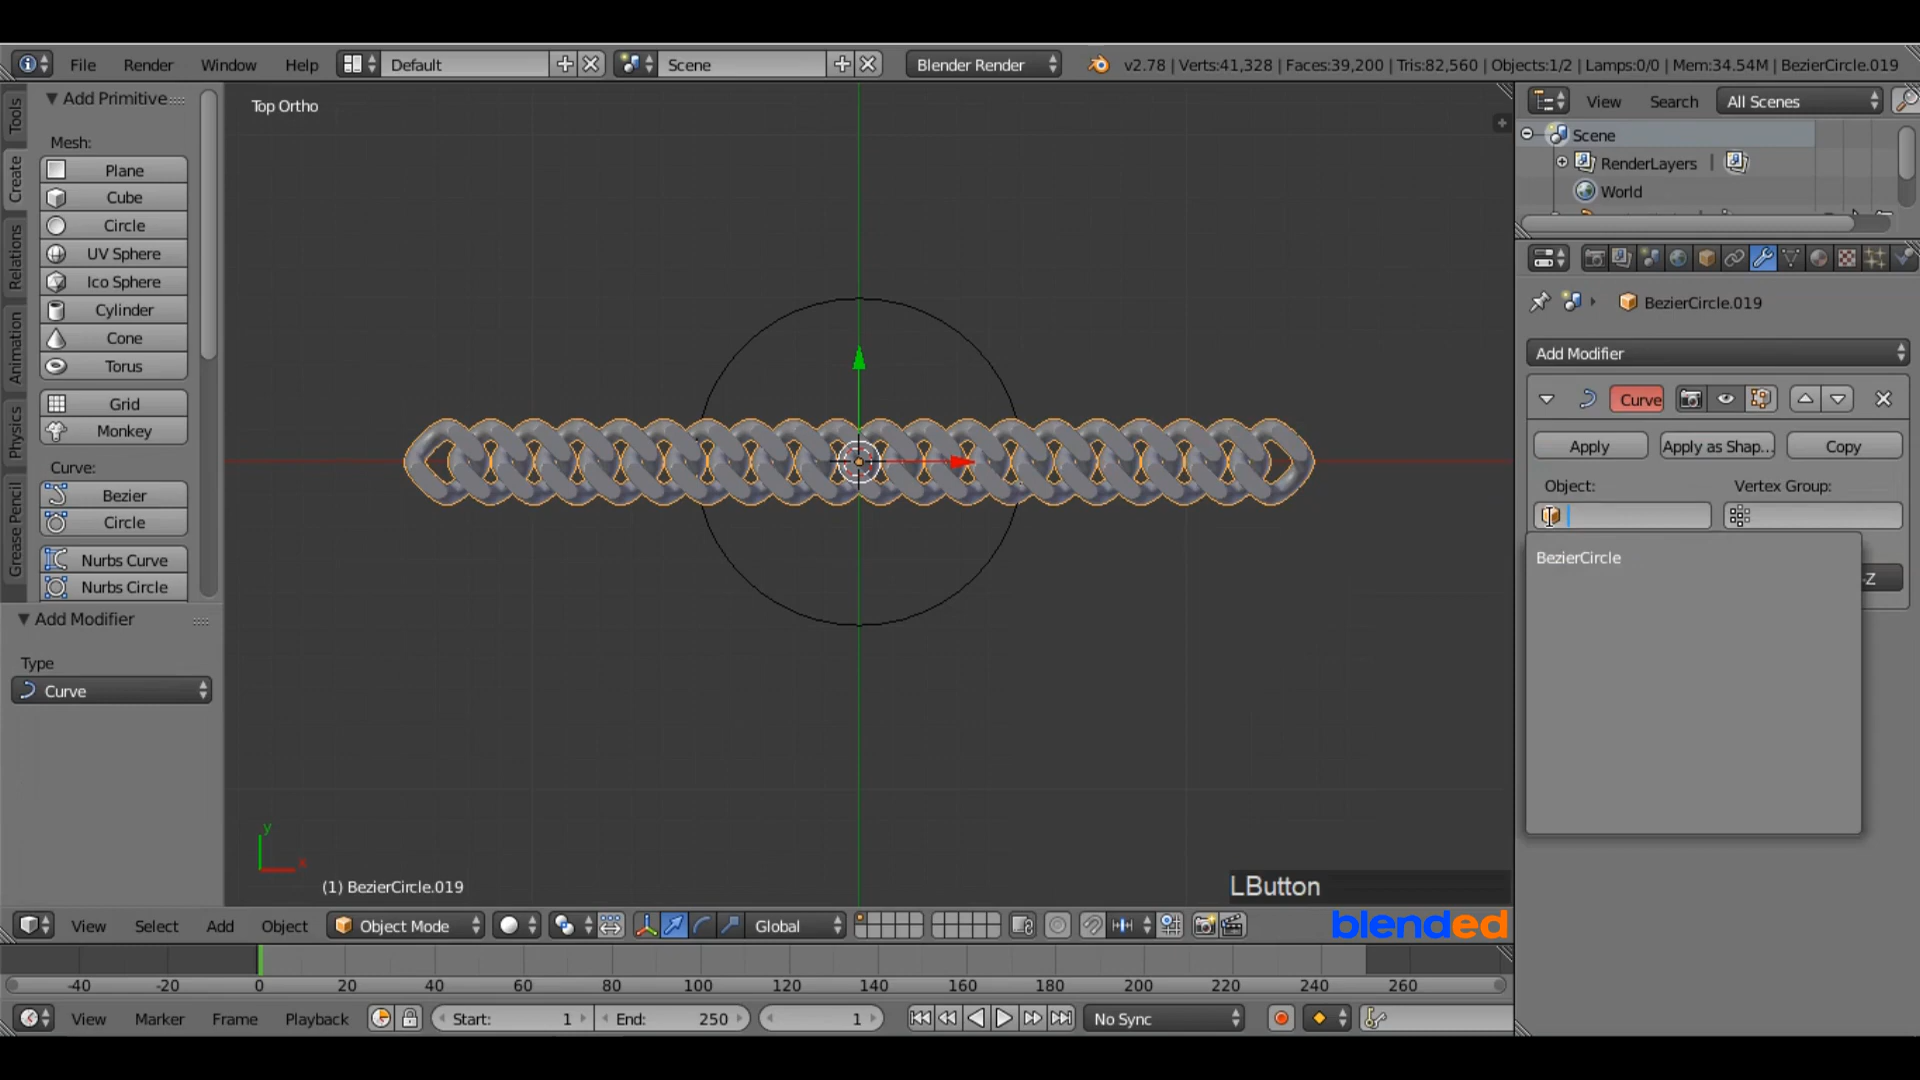 File Render Window Help Default Scene Blender Render v2.78 | Verts:41,328 | Faces:39,200 | Tris:82,560 | Objects:1/2 | Lamps:0/0 | Mem:34.54M | BezierCircle.019
Tools
Create
Relations
Animation
Physics
Grease Pencil
Add Primitive
Mesh:
Plane
Cube
Circle
UV Sphere
Ico Sphere
Cylinder
Cone
Torus
Grid
Monkey
Curve:
Bezier
Circle
Nurbs Curve
Nurbs Circle
Add Modifier
Type
Curve
Top Ortho
y
x
(1) BezierCircle.019
LButton
blended
View Search All Scenes
Scene
RenderLayers |
World
BezierCircle.019
Add Modifier
Curve
Apply Apply as Shap... Copy
Object: Vertex Group:
BezierCircle
-Z
View Select Add Object Object Mode Global
-40 -20 0 20 40 60 80 100 120 140 160 180 200 220 240 260
View Marker Frame Playback Start: 1 End: 250 1 No Sync